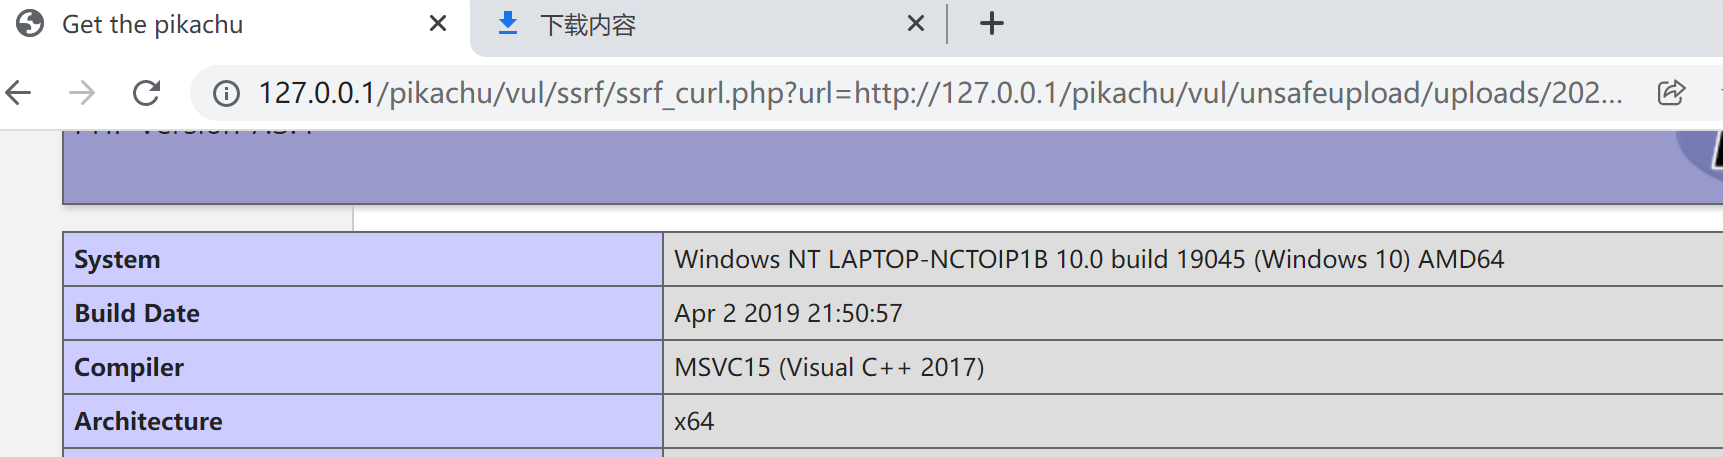 Get the pikachu
下载内容
127.0.0.1/pikachu/vul/ssrf/ssrf_curl.php?url=http://127.0.0.1/pikachu/vul/unsafeupload/uploads/202...
System Windows NT LAPTOP-NCTOIP1B 10.0 build 19045 (Windows 10) AMD64
Build Date Apr 2 2019 21:50:57
Compiler MSVC15 (Visual C++ 2017)
Architecture x64